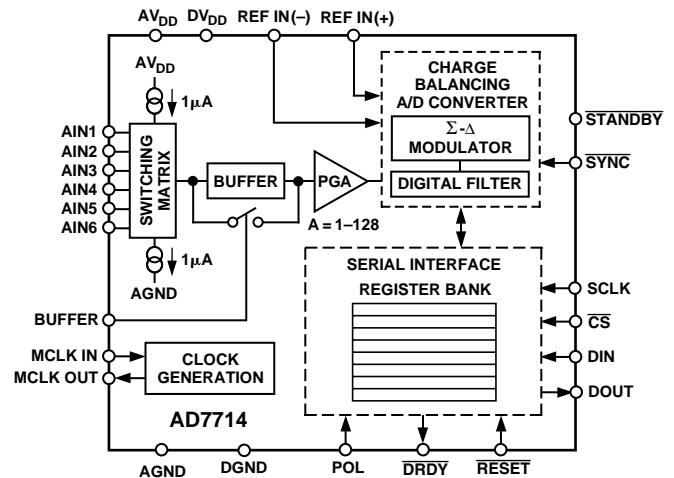 AVDD DVDD REF IN(–) REF IN(+)
AVDD
1µA
CHARGE
BALANCING
A/D CONVERTER
Σ-Δ
MODULATOR
DIGITAL FILTER
STANDBY
SYNC
AIN1
AIN2
AIN3
AIN4
AIN5
AIN6
SWITCHING
MATRIX
BUFFER
PGA
A = 1–128
1µA
AGND
BUFFER
SERIAL INTERFACE
REGISTER BANK
SCLK
CS
DIN
DOUT
MCLK IN
MCLK OUT
CLOCK
GENERATION
AD7714
AGND DGND POL DRDY RESET